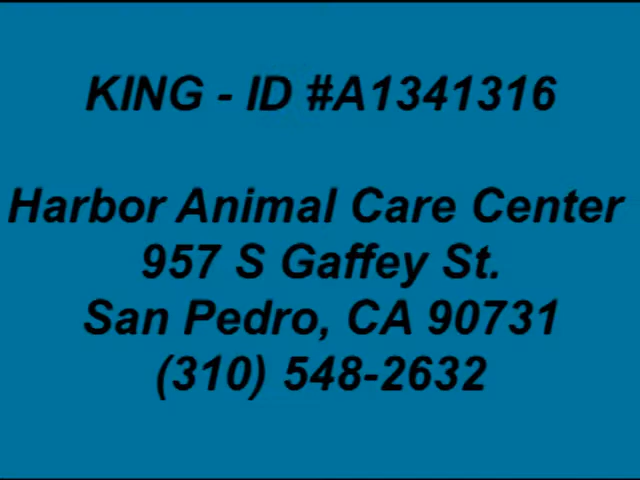 KING - ID #A1341316
Harbor Animal Care Center
957 S Gaffey St.
San Pedro, CA 90731
(310) 548-2632